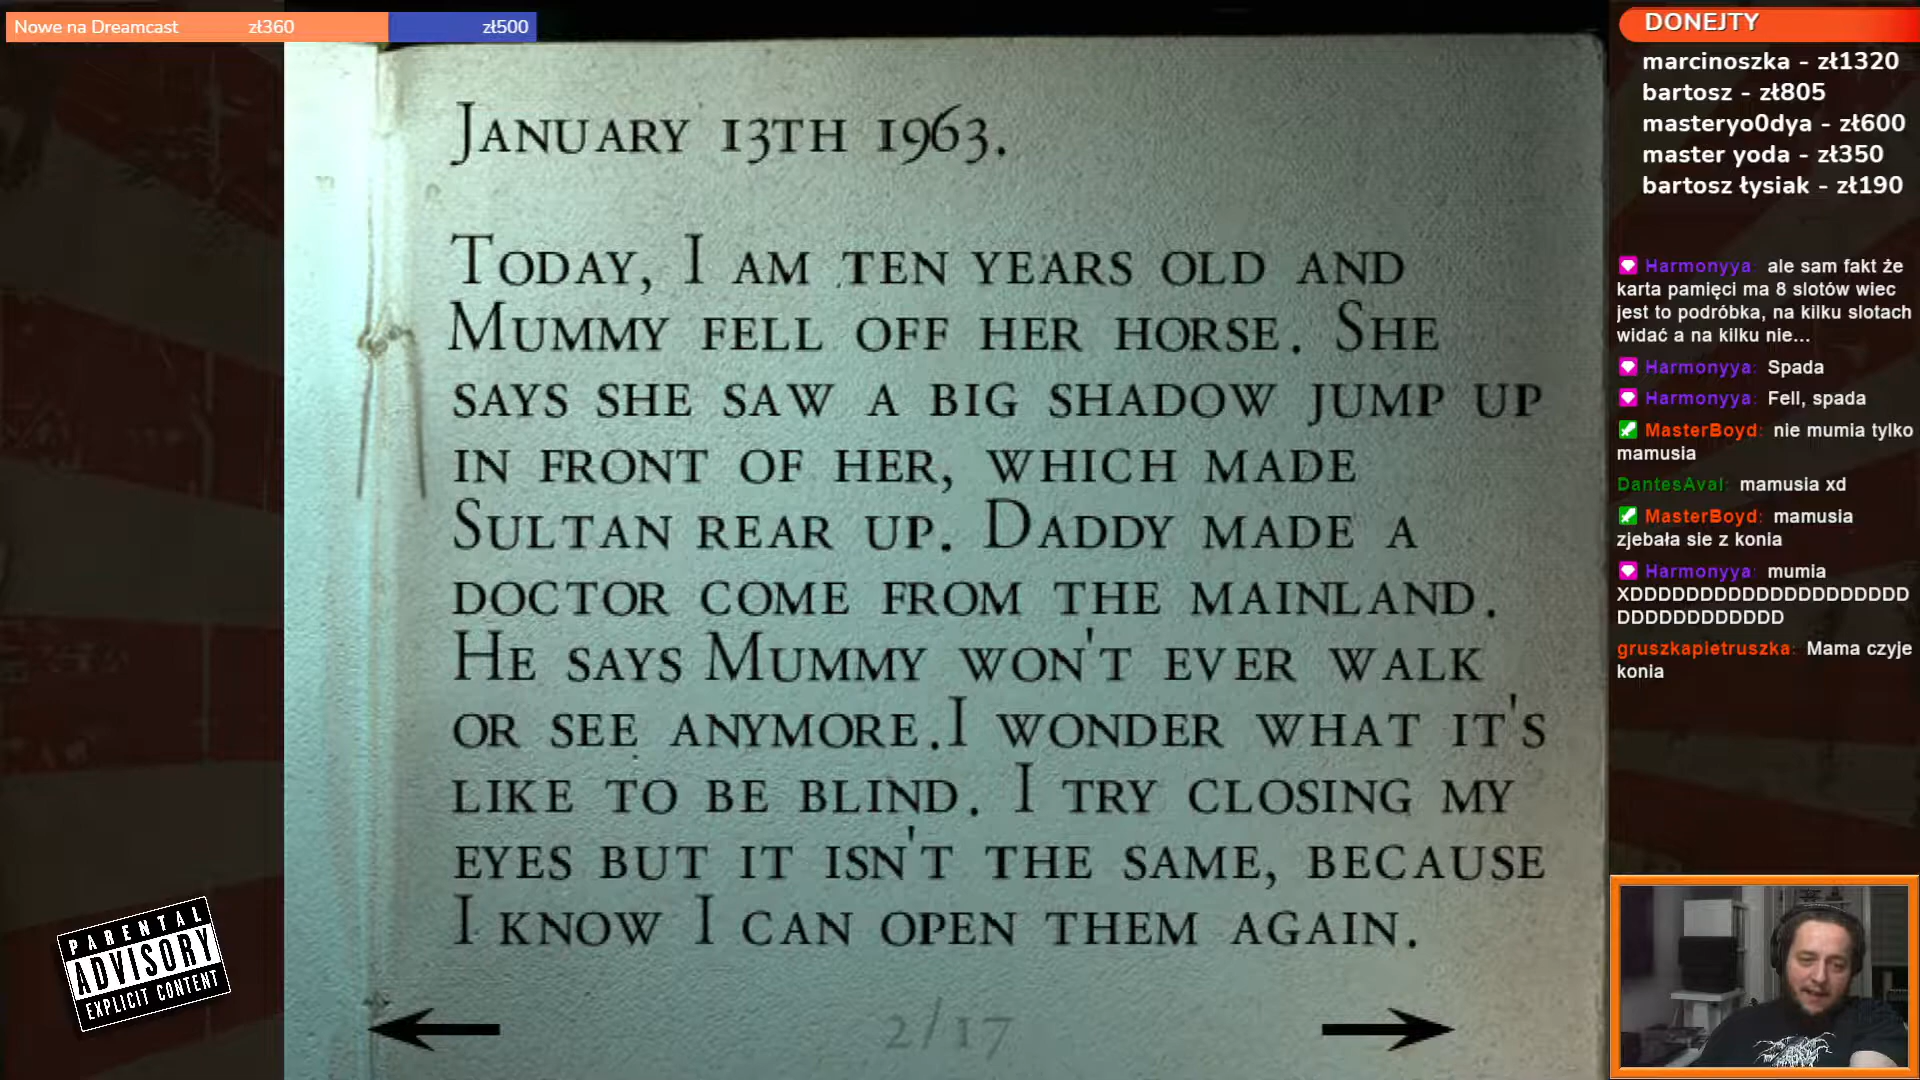 Nowe na Dreamcast zł360 zł500
JANUARY 13TH 1963.
TODAY, I AM TEN YEARS OLD AND
MUMMY FELL OFF HER HORSE. SHE
SAYS SHE SAW A BIG SHADOW JUMP UP
IN FRONT OF HER, WHICH MADE
SULTAN REAR UP. DADDY MADE A
DOCTOR COME FROM THE MAINLAND.
HE SAYS MUMMY WON'T EVER WALK
OR SEE ANYMORE.I WONDER WHAT IT'S
LIKE TO BE BLIND. I TRY CLOSING MY
EYES BUT IT ISN'T THE SAME, BECAUSE
I KNOW I CAN OPEN THEM AGAIN.
2/17
PARENTAL
ADVISORY
EXPLICIT CONTENT
DONEJTY
marcinoszka - zł1320
bartosz - zł805
masteryo0dya - zł600
master yoda - zł350
bartosz łysiak - zł190
Harmonyya: ale sam fakt że
karta pamięci ma 8 slotów wiec
jest to podróbka, na kilku slotach
widać a na kilku nie...
Harmonyya: Spada
Harmonyya: Fell, spada
MasterBoyd: nie mumia tylko
mamusia
DantesAval: mamusia xd
MasterBoyd: mamusia
zjebała sie z konia
Harmonyya: mumia
XDDDDDDDDDDDDDDDDDDDD
DDDDDDDDDDDD
gruszkapietruszka: Mama czyje
konia